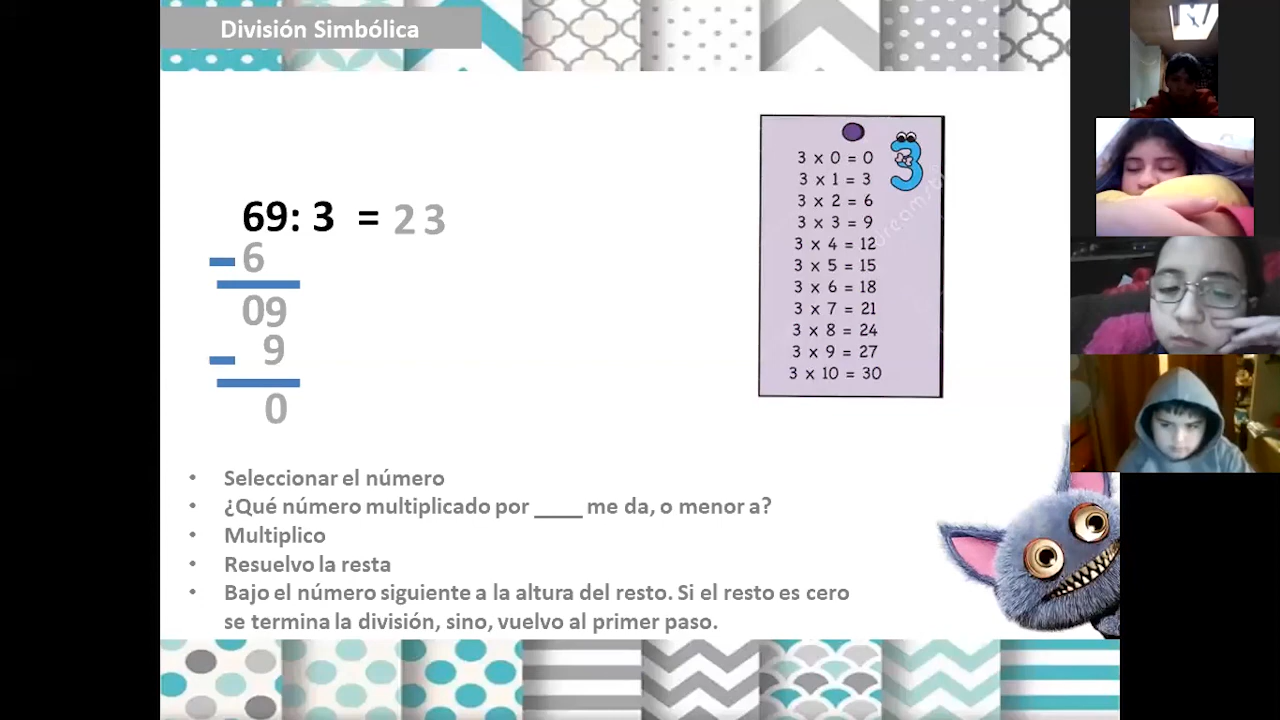 División Simbólica
69: 3 = 2 3
6
09
9
0
3
3 x 0 = 0
3 x 1 = 3
3 x 2 = 6
3 x 3 = 9
3 x 4 = 12
3 x 5 = 15
3 x 6 = 18
3 x 7 = 21
3 x 8 = 24
3 x 9 = 27
3 x 10 = 30
• Seleccionar el número
• ¿Qué número multiplicado por ____ me da, o menor a?
• Multiplico
• Resuelvo la resta
• Bajo el número siguiente a la altura del resto. Si el resto es cero
se termina la división, sino, vuelvo al primer paso.